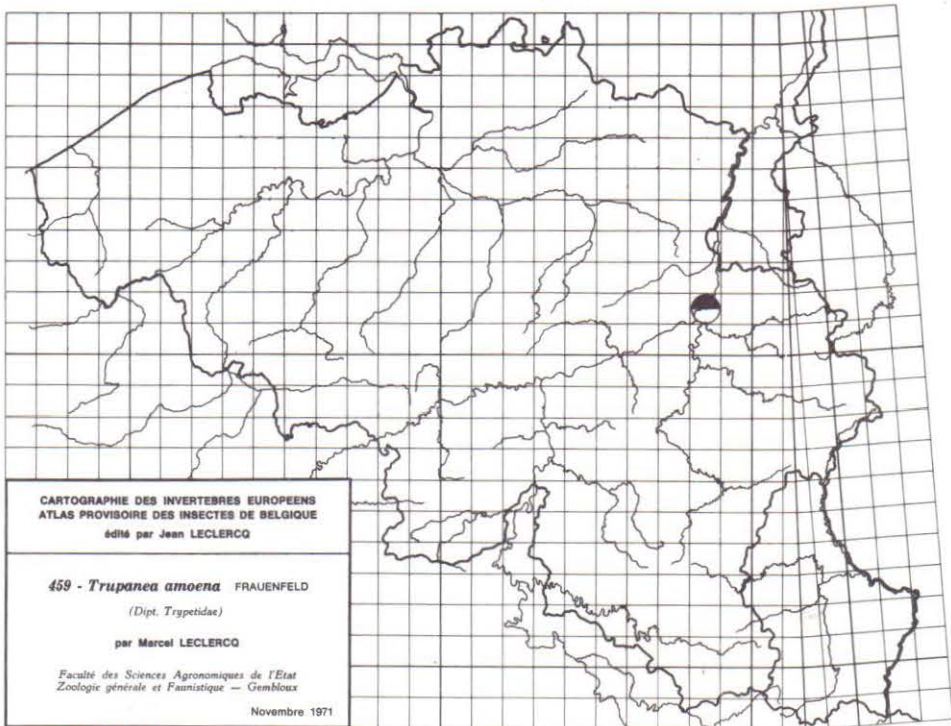 CARTOGRAPHIE DES INVERTEBRES EUROPEENS
ATLAS PROVISOIRE DES INSECTES DE BELGIQUE
édité par Jean LECLERCQ
459 - Trupanea amoena FRAUENFELD
(Dipt. Trypetidae)
par Marcel LECLERCQ
Faculté des Sciences Agronomiques de l'Etat
Zoologie générale et Faunistique — Gembloux
Novembre 1971